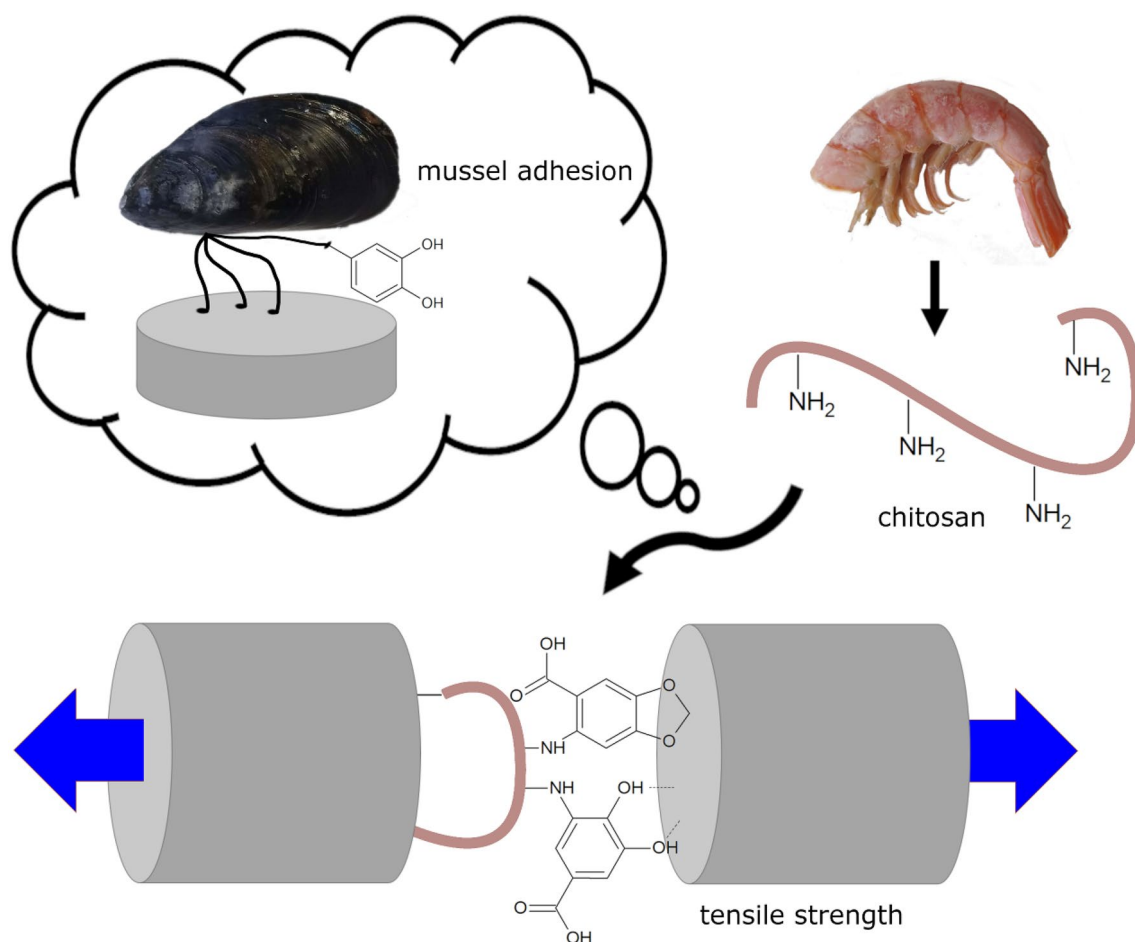 mussel adhesion
OH
OH
NH2
NH2
NH2
NH2
chitosan
OH
O
O
O
NH
NH
OH
OH
O
OH
tensile strength